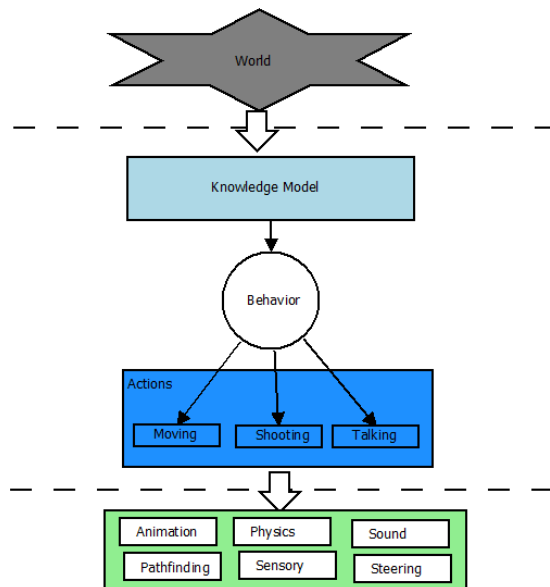 World
Knowledge Model
Behavior
Actions
Moving
Shooting
Talking
Animation
Physics
Sound
Pathfinding
Sensory
Steering